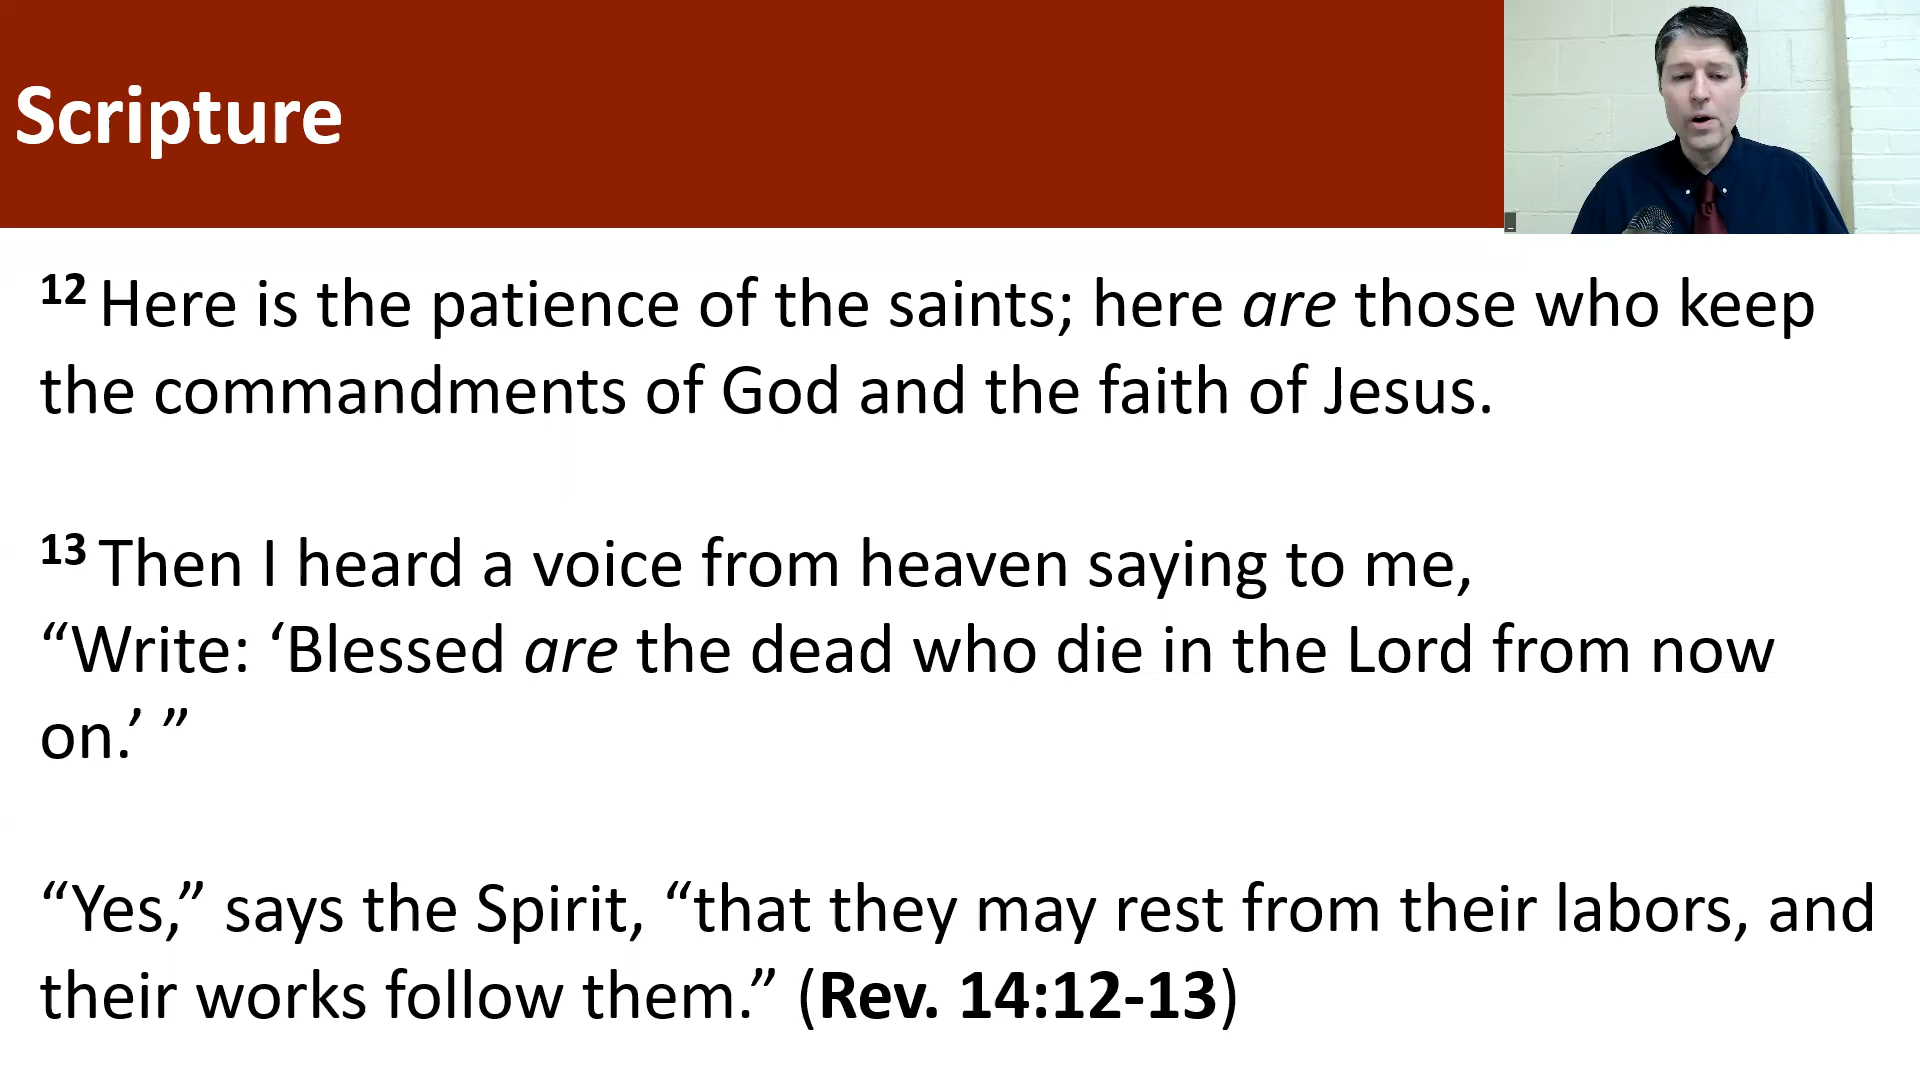 Scripture
12 Here is the patience of the saints; here are those who keep
the commandments of God and the faith of Jesus.
13 Then I heard a voice from heaven saying to me,
“Write: ‘Blessed are the dead who die in the Lord from now
on.’ ”
“Yes,” says the Spirit, “that they may rest from their labors, and
their works follow them.” (Rev. 14:12-13)